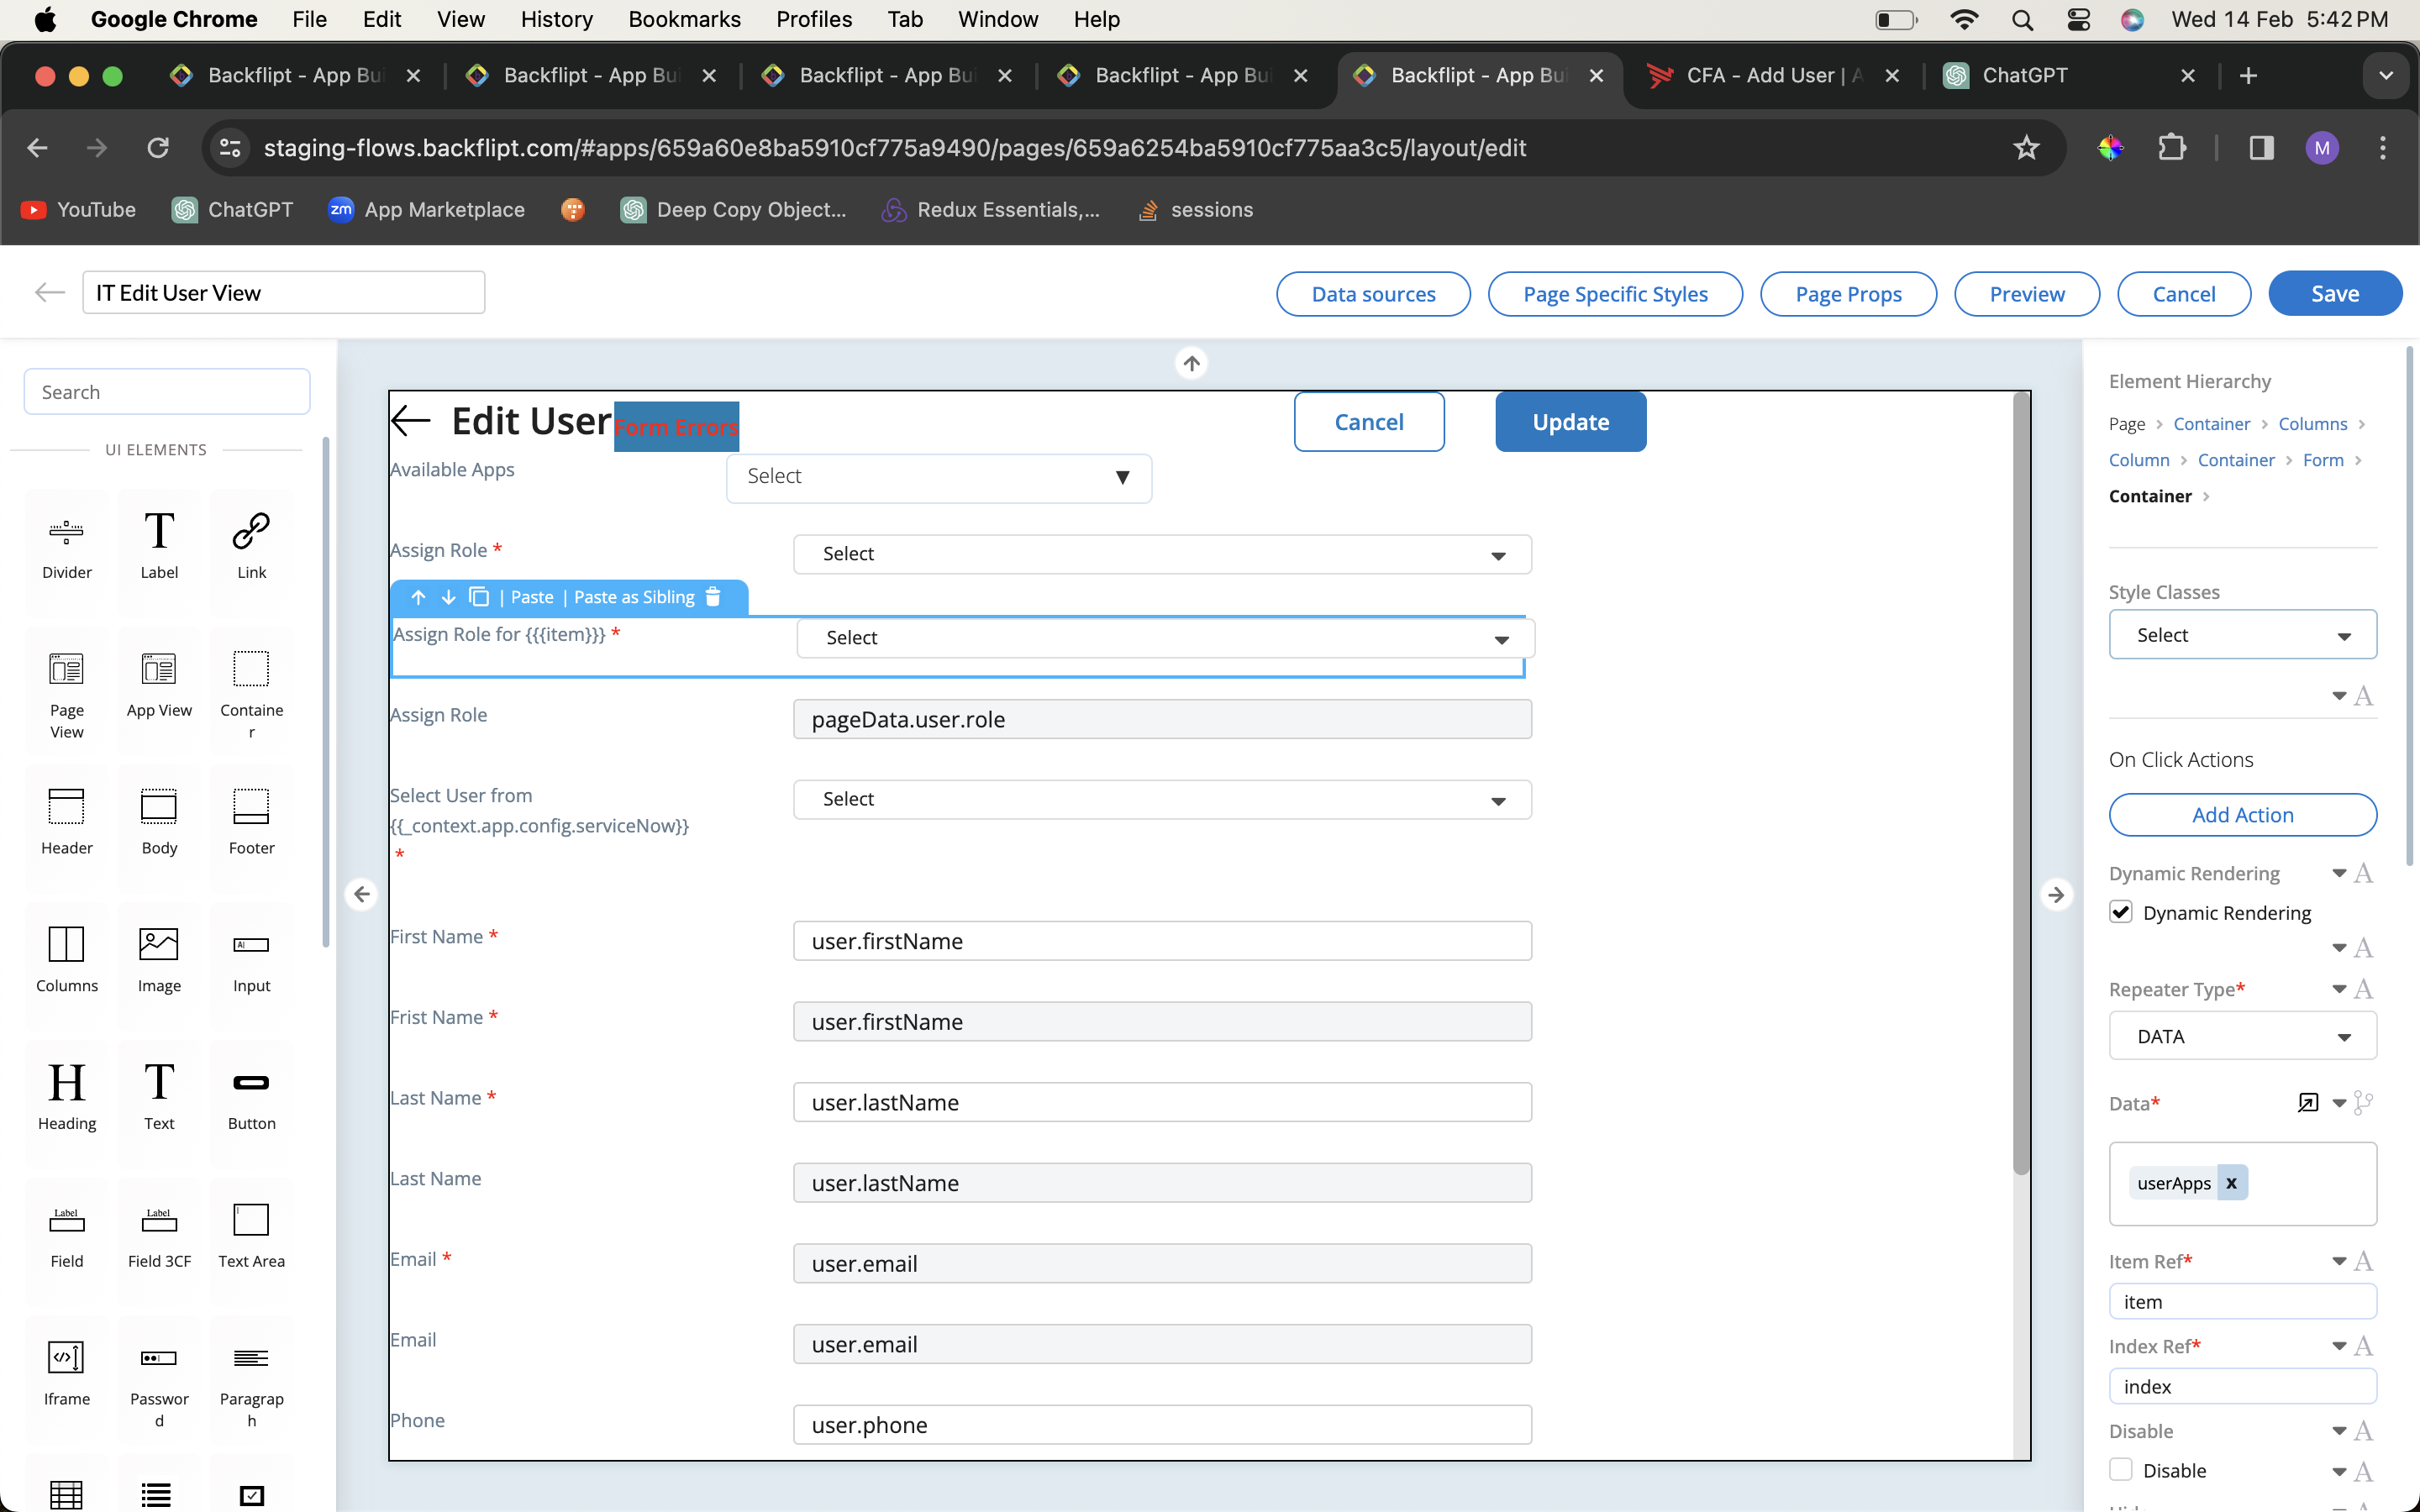 Google Chrome File Edit View History Bookmarks Profiles Tab Window Help Wed 14 Feb 5:42 PM
Backflipt - App Bui Backflipt - App Bui Backflipt - App Bui Backflipt - App Bui Backflipt - App Bui CFA - Add User | A ChatGPT
staging-flows.backflipt.com/#apps/659a60e8ba5910cf775a9490/pages/659a6254ba5910cf775aa3c5/layout/edit M
YouTube ChatGPT zm App Marketplace Deep Copy Object... Redux Essentials,... sessions
IT Edit User View Data sources Page Specific Styles Page Props Preview Cancel Save
Search
UI ELEMENTS
Divider Label Link
Page View App View Container
Header Body Footer
Columns Image Input
Heading Text Button
Field Field 3CF Text Area
Iframe Password Paragraph
Edit User Form Errors Cancel Update
Available Apps Select
Assign Role * Select
| Paste | Paste as Sibling
Assign Role for {{{item}}} * Select
Assign Role pageData.user.role
Select User from Select
{{_context.app.config.serviceNow}}
*
First Name * user.firstName
Frist Name * user.firstName
Last Name * user.lastName
Last Name user.lastName
Email * user.email
Email user.email
Phone user.phone
Element Hierarchy
Page > Container > Columns >
Column > Container > Form >
Container >
Style Classes
Select
A
On Click Actions
Add Action
Dynamic Rendering A
Dynamic Rendering
A
Repeater Type* A
DATA
Data*
userApps x
Item Ref* A
item
Index Ref* A
index
Disable A
Disable A